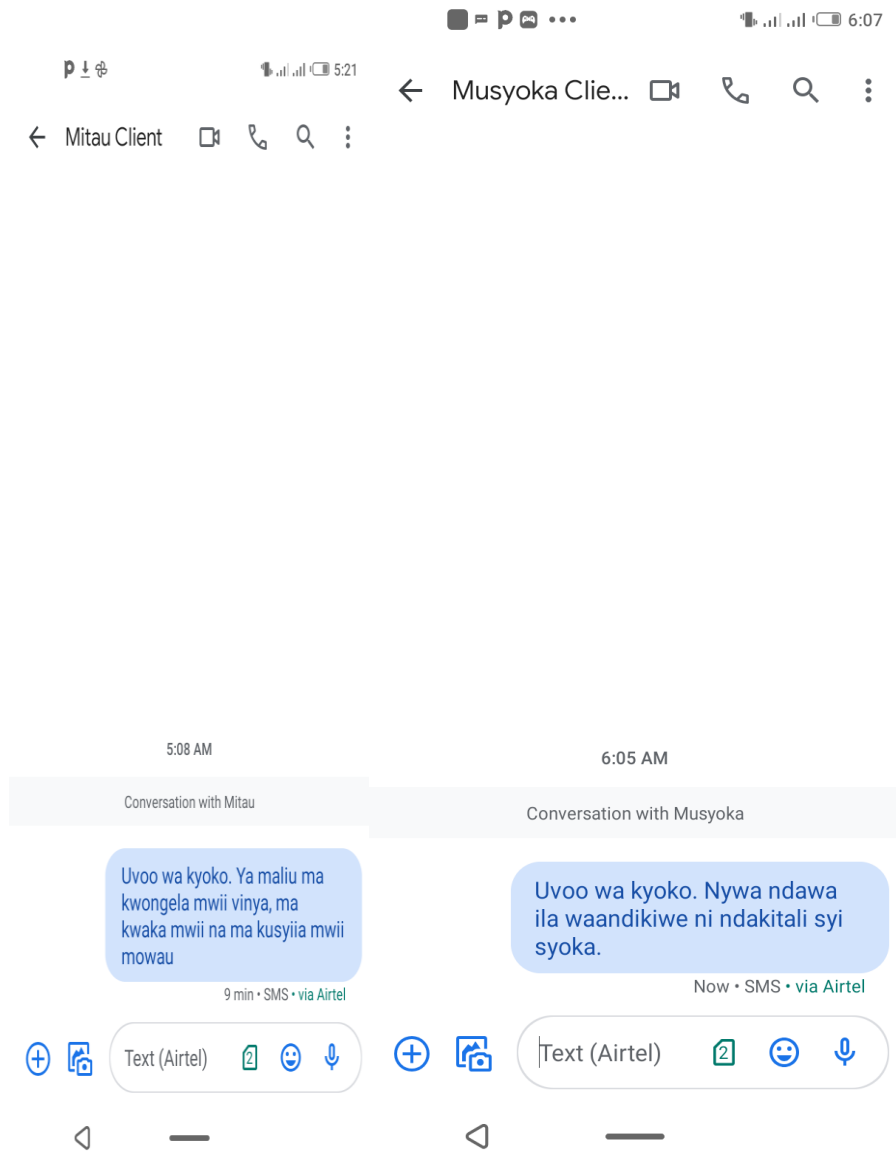 5:21
Mitau Client
5:08 AM
Conversation with Mitau
Uvoo wa kyoko. Ya maliu ma
kwongela mwii vinya, ma
kwaka mwii na ma kusyiia mwii
mowau
9 min • SMS • via Airtel
Text (Airtel)
2
6:07
Musyoka Clie...
6:05 AM
Conversation with Musyoka
Uvoo wa kyoko. Nywa ndawa
ila waandikiwe ni ndakitali syi
syoka.
Now • SMS • via Airtel
Text (Airtel)
2